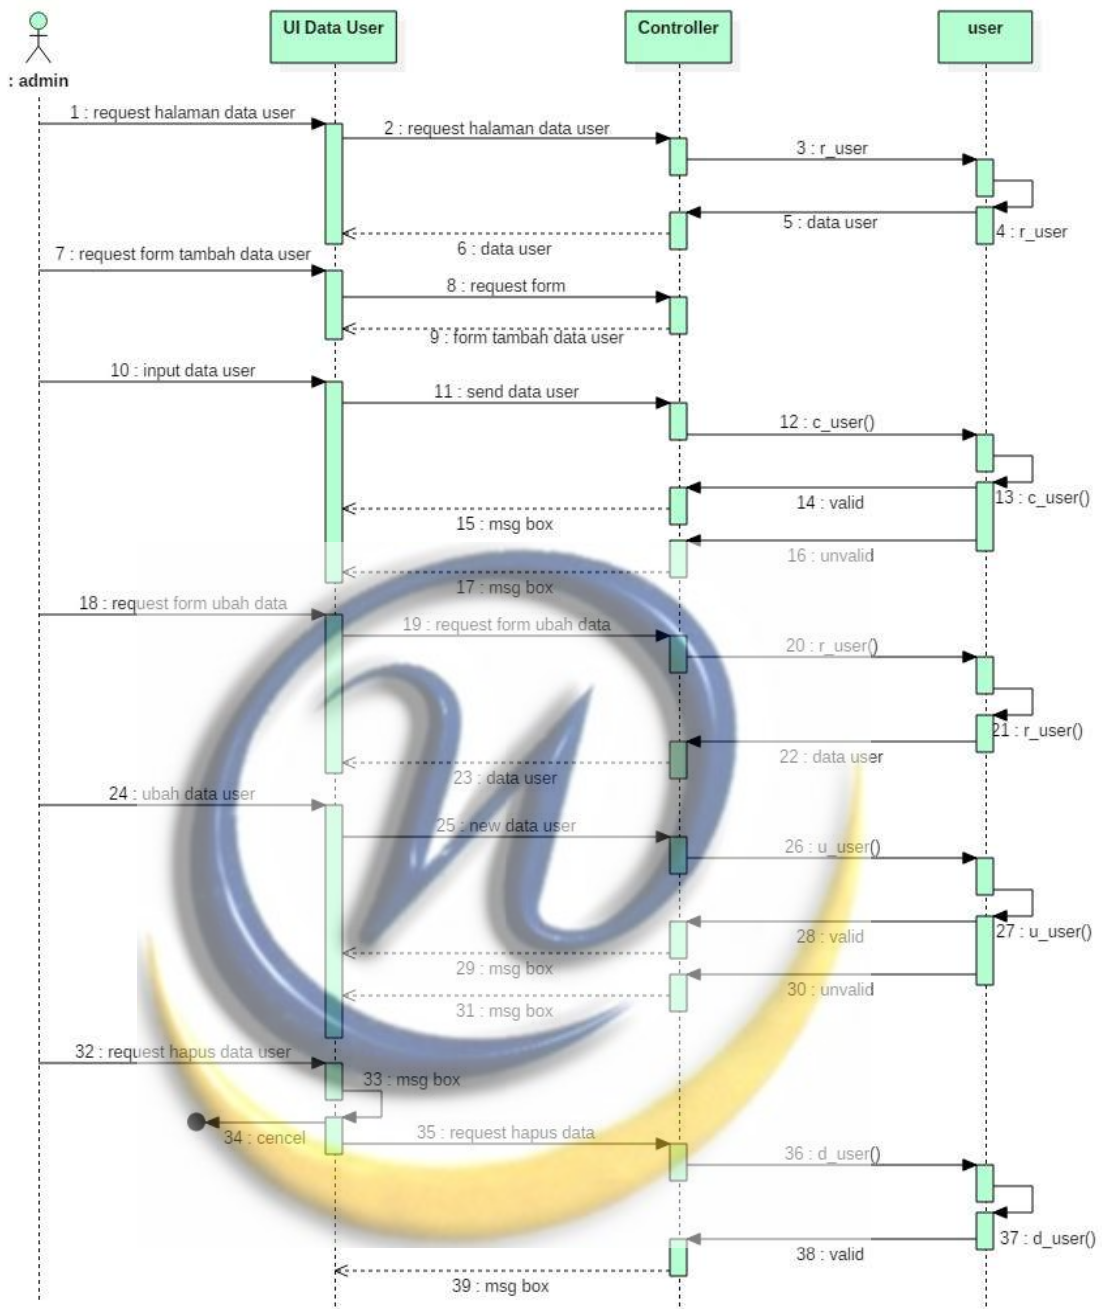 UI Data User
Controller
user
: admin
1 : request halaman data user
2 : request halaman data user
3 : r_user
4 : r_user
5 : data user
6 : data user
7 : request form tambah data user
8 : request form
9 : form tambah data user
10 : input data user
11 : send data user
12 : c_user()
13 : c_user()
14 : valid
15 : msg box
16 : unvalid
17 : msg box
18 : request form ubah data
19 : request form ubah data
20 : r_user()
21 : r_user()
22 : data user
23 : data user
24 : ubah data user
25 : new data user
26 : u_user()
27 : u_user()
28 : valid
29 : msg box
30 : unvalid
31 : msg box
32 : request hapus data user
33 : msg box
34 : cencel
35 : request hapus data
36 : d_user()
37 : d_user()
38 : valid
39 : msg box